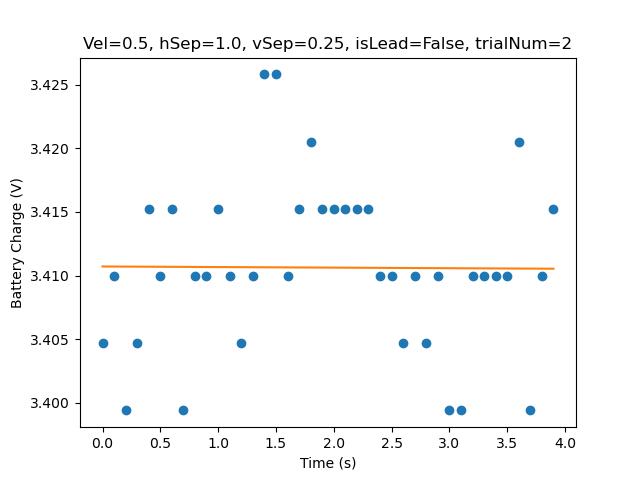 Vel=0.5, hSep=1.0, vSep=0.25, isLead=False, trialNum=2
Battery Charge (V)
3.425
3.420
3.415
3.410
3.405
3.400
0.0 0.5 1.0 1.5 2.0 2.5 3.0 3.5 4.0
Time (s)